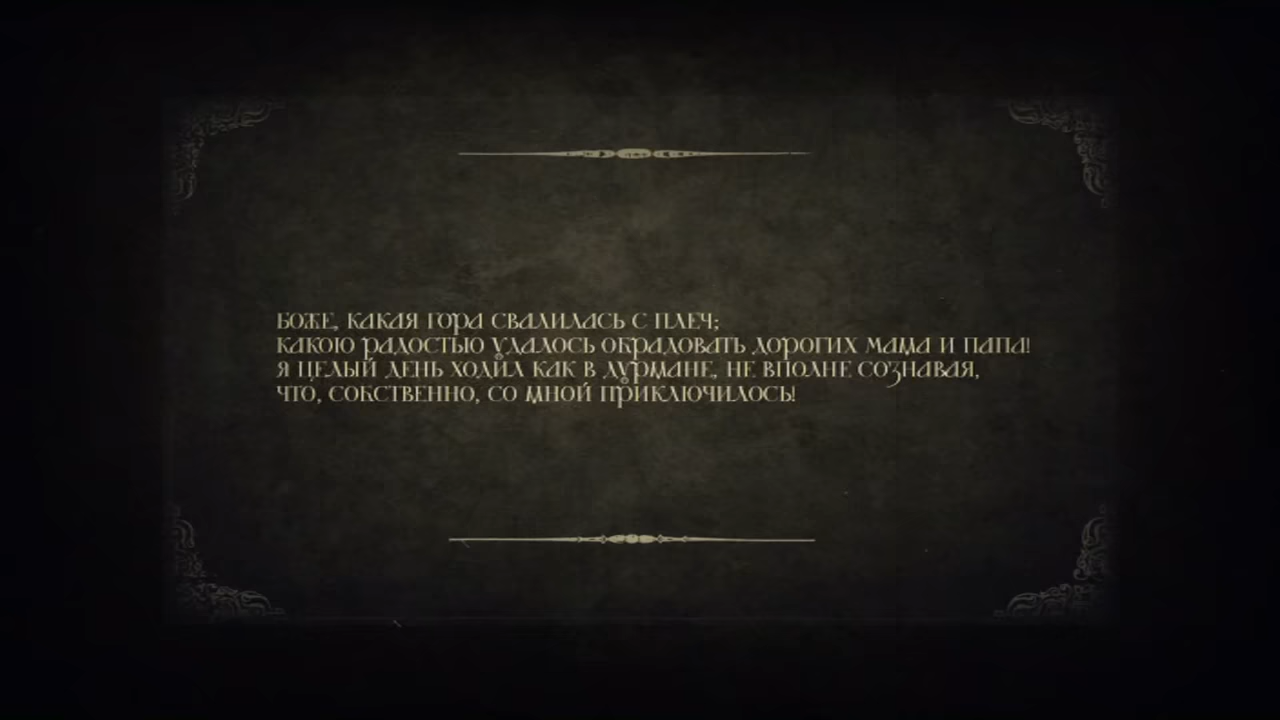 БОЖЕ, КАКАЯ ГОРА СВАЛИЛАСЬ С ПЛЕЧ;
КАКОЮ РАДОСТЬЮ УДАЛОСЬ ОБРАДОВАТЬ ДОРОГИХ МАМА И ПАПА!
Я ЦЕЛЫЙ ДЕНЬ ХОДИЛ КАК В ДУРМАНЕ, НЕ ВПОЛНЕ СОЗНАВАЯ,
ЧТО, СОБСТВЕННО, СО МНОЙ ПРИКЛЮЧИЛОСЬ!